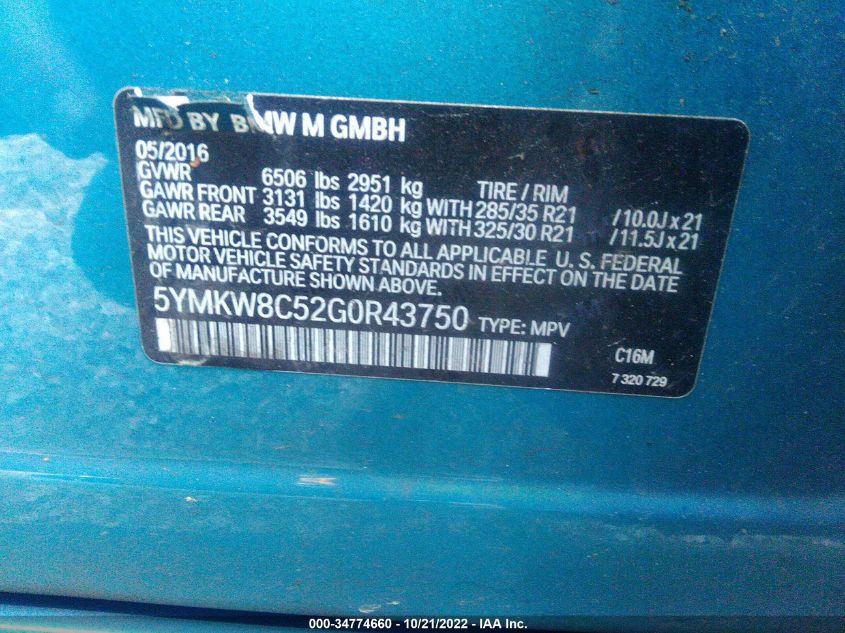 MFD BY BMW M GMBH
05/2016
GVWR 6506 lbs 2951 kg TIRE / RIM
GAWR FRONT 3131 lbs 1420 kg WITH 285/35 R21 /10.0J x 21
GAWR REAR 3549 lbs 1610 kg WITH 325/30 R21 /11.5J x 21
THIS VEHICLE CONFORMS TO ALL APPLICABLE U. S. FEDERAL
MOTOR VEHICLE SAFETY STANDARDS IN EFFECT ON THE DATE
OF MANUFACTURE SHOWN ABOVE.
5YMKW8C52G0R43750 TYPE: MPV
C16M
7 320 729
000-34774660 - 10/21/2022 - IAA Inc.